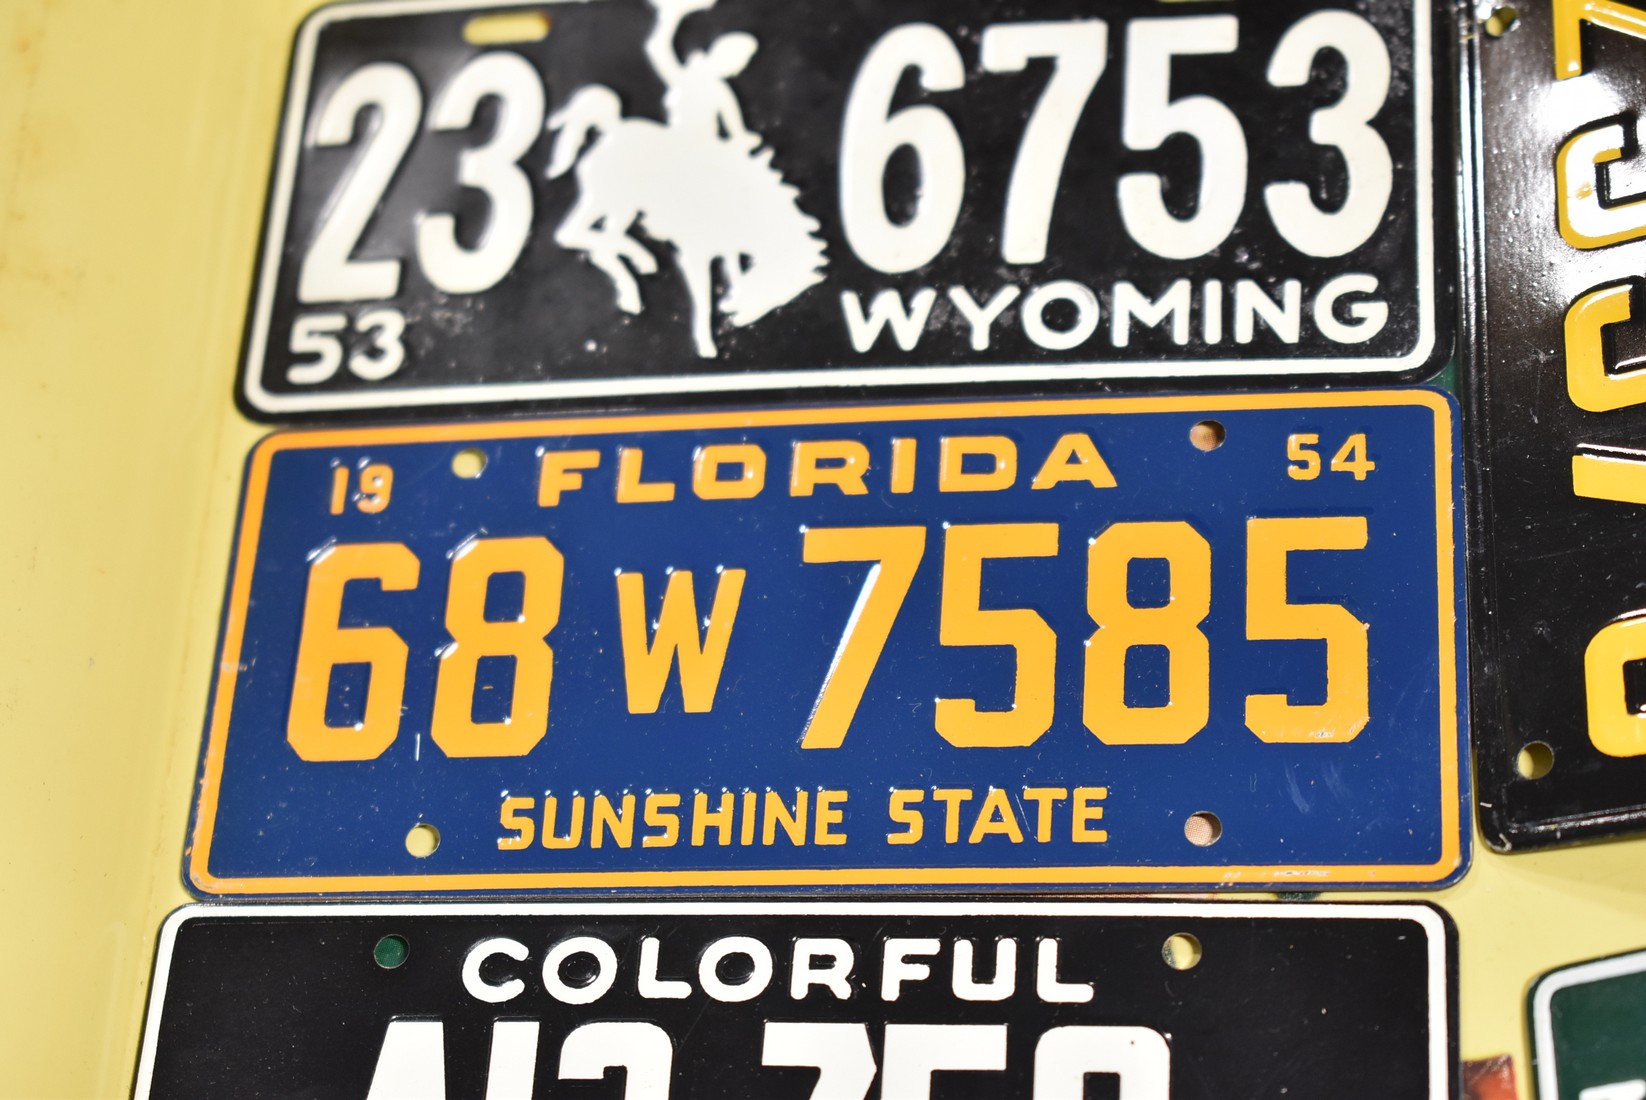 23 6753
53 WYOMING
19 FLORIDA 54
68 W 7585
SUNSHINE STATE
COLORFUL